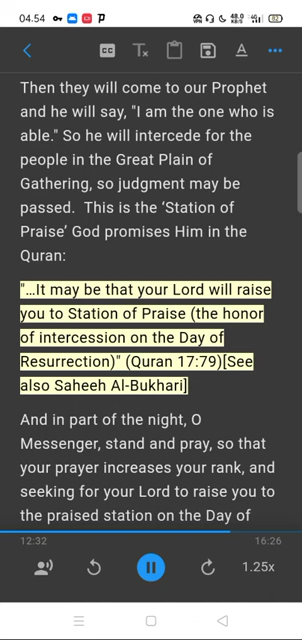 04.54
48.0 KB/S 4G 82
CC
A
Then they will come to our Prophet
and he will say, "I am the one who is
able." So he will intercede for the
people in the Great Plain of
Gathering, so judgment may be
passed.  This is the ‘Station of
Praise’ God promises Him in the
Quran:
"…It may be that your Lord will raise
you to Station of Praise (the honor
of intercession on the Day of
Resurrection)" (Quran 17:79)[See
also Saheeh Al-Bukhari]
And in part of the night, O
Messenger, stand and pray, so that
your prayer increases your rank, and
seeking for your Lord to raise you to
the praised station on the Day of
12:32 16:26
1.25x